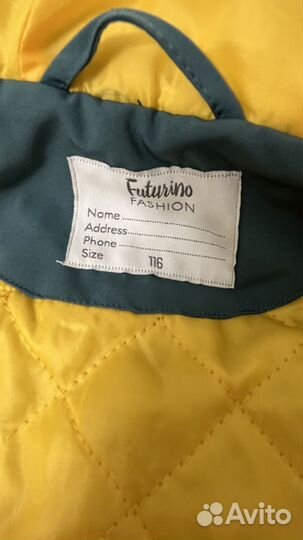 Futurino
FASHION
Name
Address
Phone
Size 116
Avito